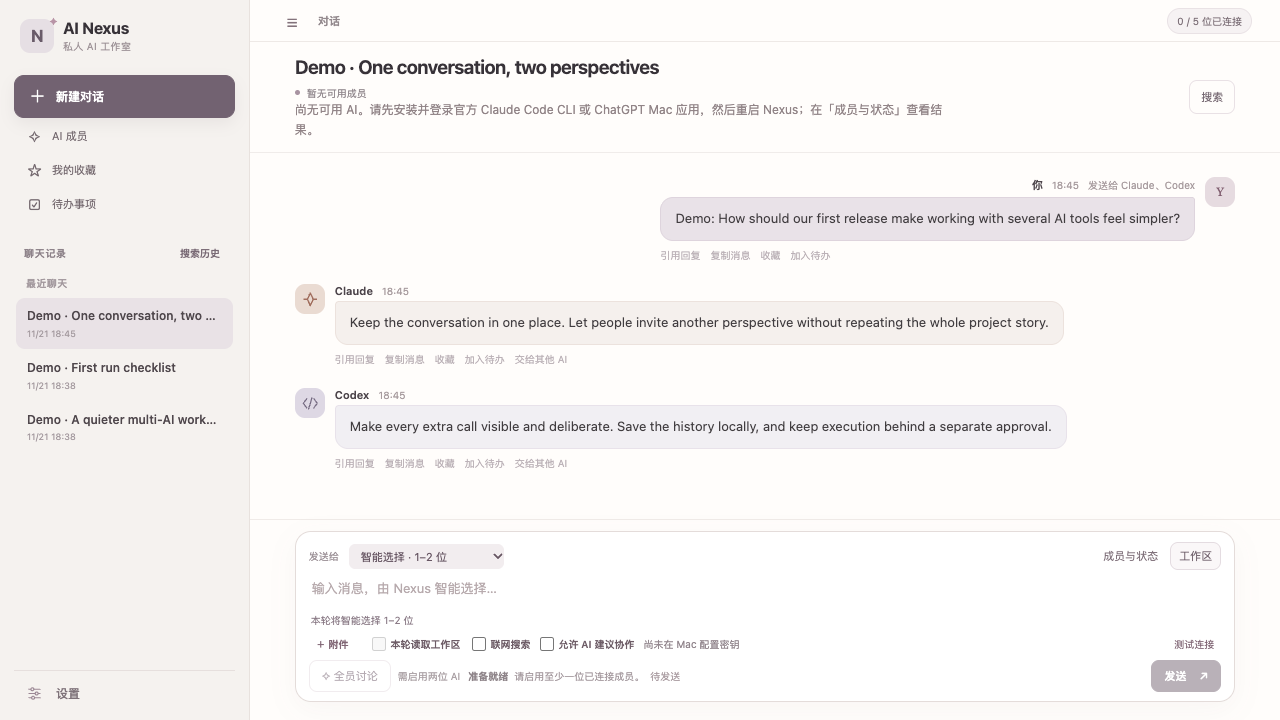 N
AI Nexus
私人 AI 工作室
新建对话
AI 成员
我的收藏
待办事项
聊天记录
搜索历史
最近聊天
Demo · One conversation, two ...
11/21 18:45
Demo · First run checklist
11/21 18:38
Demo · A quieter multi-AI work...
11/21 18:38
设置
对话
0 / 5 位已连接
Demo · One conversation, two perspectives
暂无可用成员
尚无可用 AI。请先安装并登录官方 Claude Code CLI 或 ChatGPT Mac 应用，然后重启 Nexus；在「成员与状态」查看结
果。
搜索
你 18:45 发送给 Claude、Codex
Y
Demo: How should our first release make working with several AI tools feel simpler?
引用回复 复制消息 收藏 加入待办
Claude 18:45
Keep the conversation in one place. Let people invite another perspective without repeating the whole project story.
引用回复 复制消息 收藏 加入待办 交给其他 AI
Codex 18:45
Make every extra call visible and deliberate. Save the history locally, and keep execution behind a separate approval.
引用回复 复制消息 收藏 加入待办 交给其他 AI
发送给 智能选择 · 1–2 位
成员与状态 工作区
输入消息，由 Nexus 智能选择...
本轮将智能选择 1–2 位
+ 附件 本轮读取工作区 联网搜索 允许 AI 建议协作 尚未在 Mac 配置密钥 测试连接
✧ 全员讨论 需启用两位 AI 准备就绪 请启用至少一位已连接成员。 待发送 发送 ↗